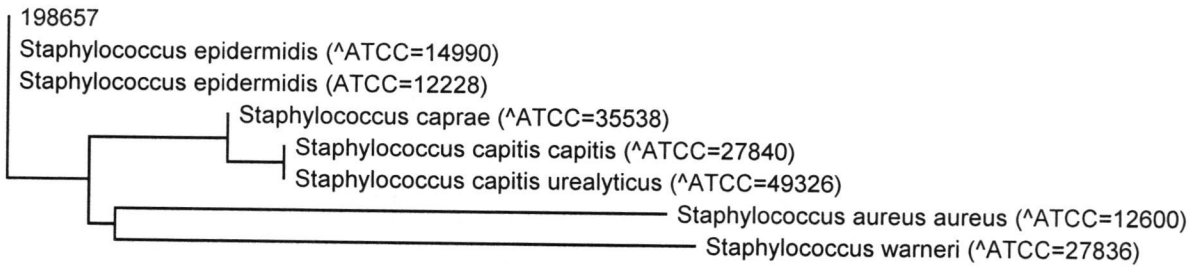 198657
Staphylococcus epidermidis (^ATCC=14990)
Staphylococcus epidermidis (ATCC=12228)
Staphylococcus caprae (^ATCC=35538)
Staphylococcus capitis capitis (^ATCC=27840)
Staphylococcus capitis urealyticus (^ATCC=49326)
Staphylococcus aureus aureus (^ATCC=12600)
Staphylococcus warneri (^ATCC=27836)